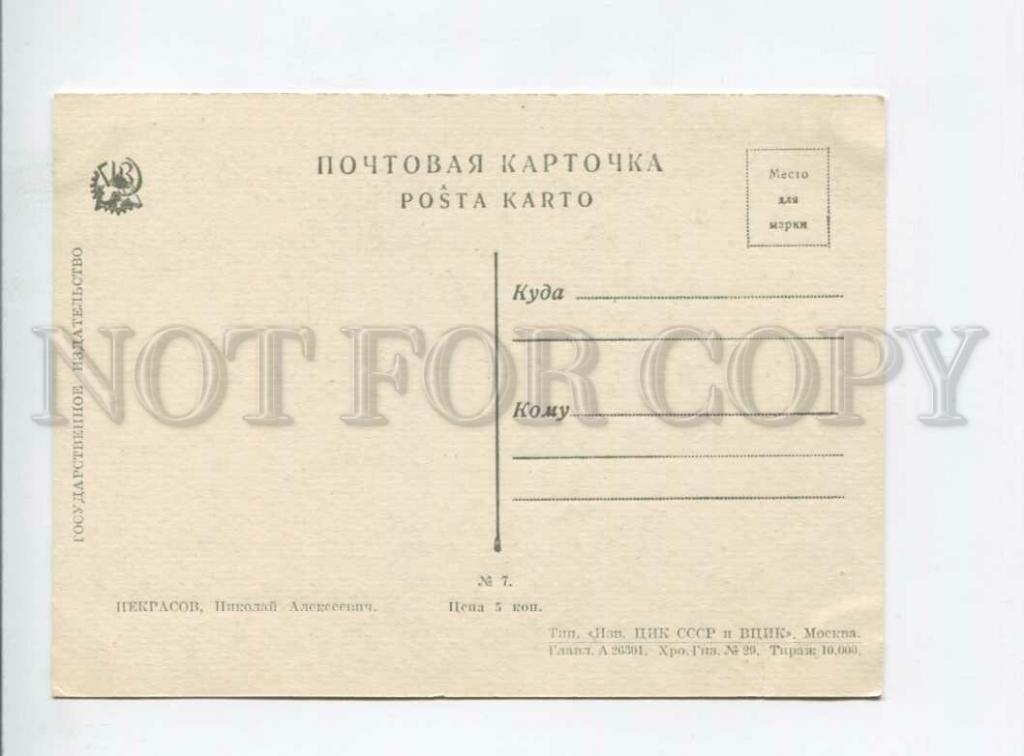 ГИЗ
ПОЧТОВАЯ КАРТОЧКА
POŜTA KARTO
Место
для
марки
ГОСУДАРСТВЕННОЕ ИЗДАТЕЛЬСТВО
Куда
Кому
NOT FOR COPY
№ 7.
НЕКРАСОВ, Николай Алексеевич. Цена 5 коп.
Тип. «Изв. ЦИК СССР и ВЦИК». Москва.
Главл. А 26301. Хро. Гиз. № 29. Тираж 10.000.